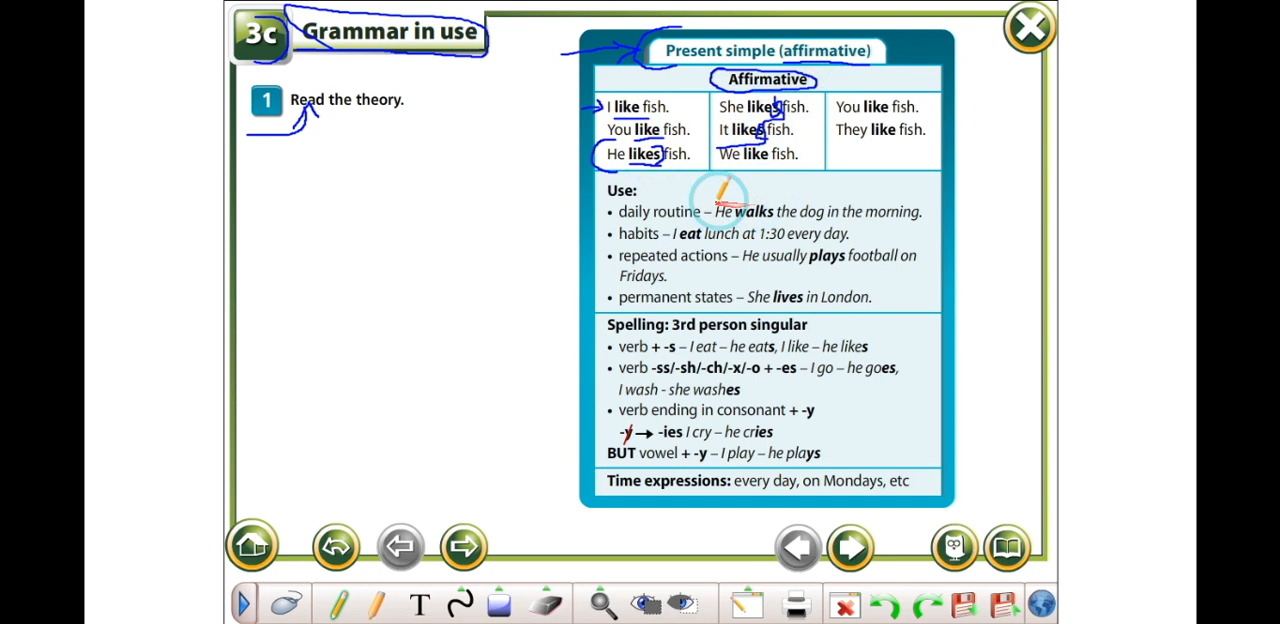 3c Grammar in use
1 Read the theory.
Present simple (affirmative)
Affirmative
I like fish.
You like fish.
He likes fish.
She likes fish.
It likes fish.
We like fish.
You like fish.
They like fish.
Use:
• daily routine – He walks the dog in the morning.
• habits – I eat lunch at 1:30 every day.
• repeated actions – He usually plays football on
Fridays.
• permanent states – She lives in London.
Spelling: 3rd person singular
• verb + -s – I eat – he eats, I like – he likes
• verb -ss/-sh/-ch/-x/-o + -es – I go – he goes,
I wash - she washes
• verb ending in consonant + -y
-y → -ies I cry – he cries
BUT vowel + -y – I play – he plays
Time expressions: every day, on Mondays, etc
T